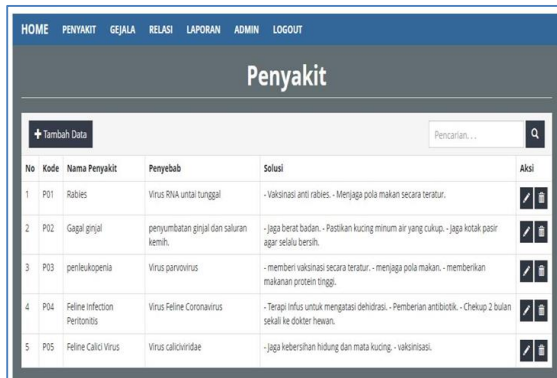 HOME PENYAKIT GEJALA RELASI LAPORAN ADMIN LOGOUT
Penyakit
Tambah Data Pencarian. . .
No Kode Nama Penyakit Penyebab Solusi Aksi
1 P01 Rabies Virus RNA untai tunggal - Vaksinasi anti rabies. - Menjaga pola makan secara teratur.
2 P02 Gagal ginjal penyumbatan ginjal dan saluran - Jaga berat badan. - Pastikan kucing minum air yang cukup. - jaga kotak pasir
kemih. agar selalu bersih.
3 P03 penleukopenia Virus parvovirus - memberi vaksinasi secara teratur. - menjaga pola makan. - memberikan
makanan protein tinggi.
4 P04 Feline Infection Virus Feline Coronavirus - Terapi Infus untuk mengatasi dehidrasi. - Pemberian antibiotik. - Chekup 2 bulan
Peritonitis sekali ke dokter hewan.
5 P05 Feline Calici Virus Virus caliciviridae - Jaga kebersihan hidung dan mata kucing. - vaksinisasi.